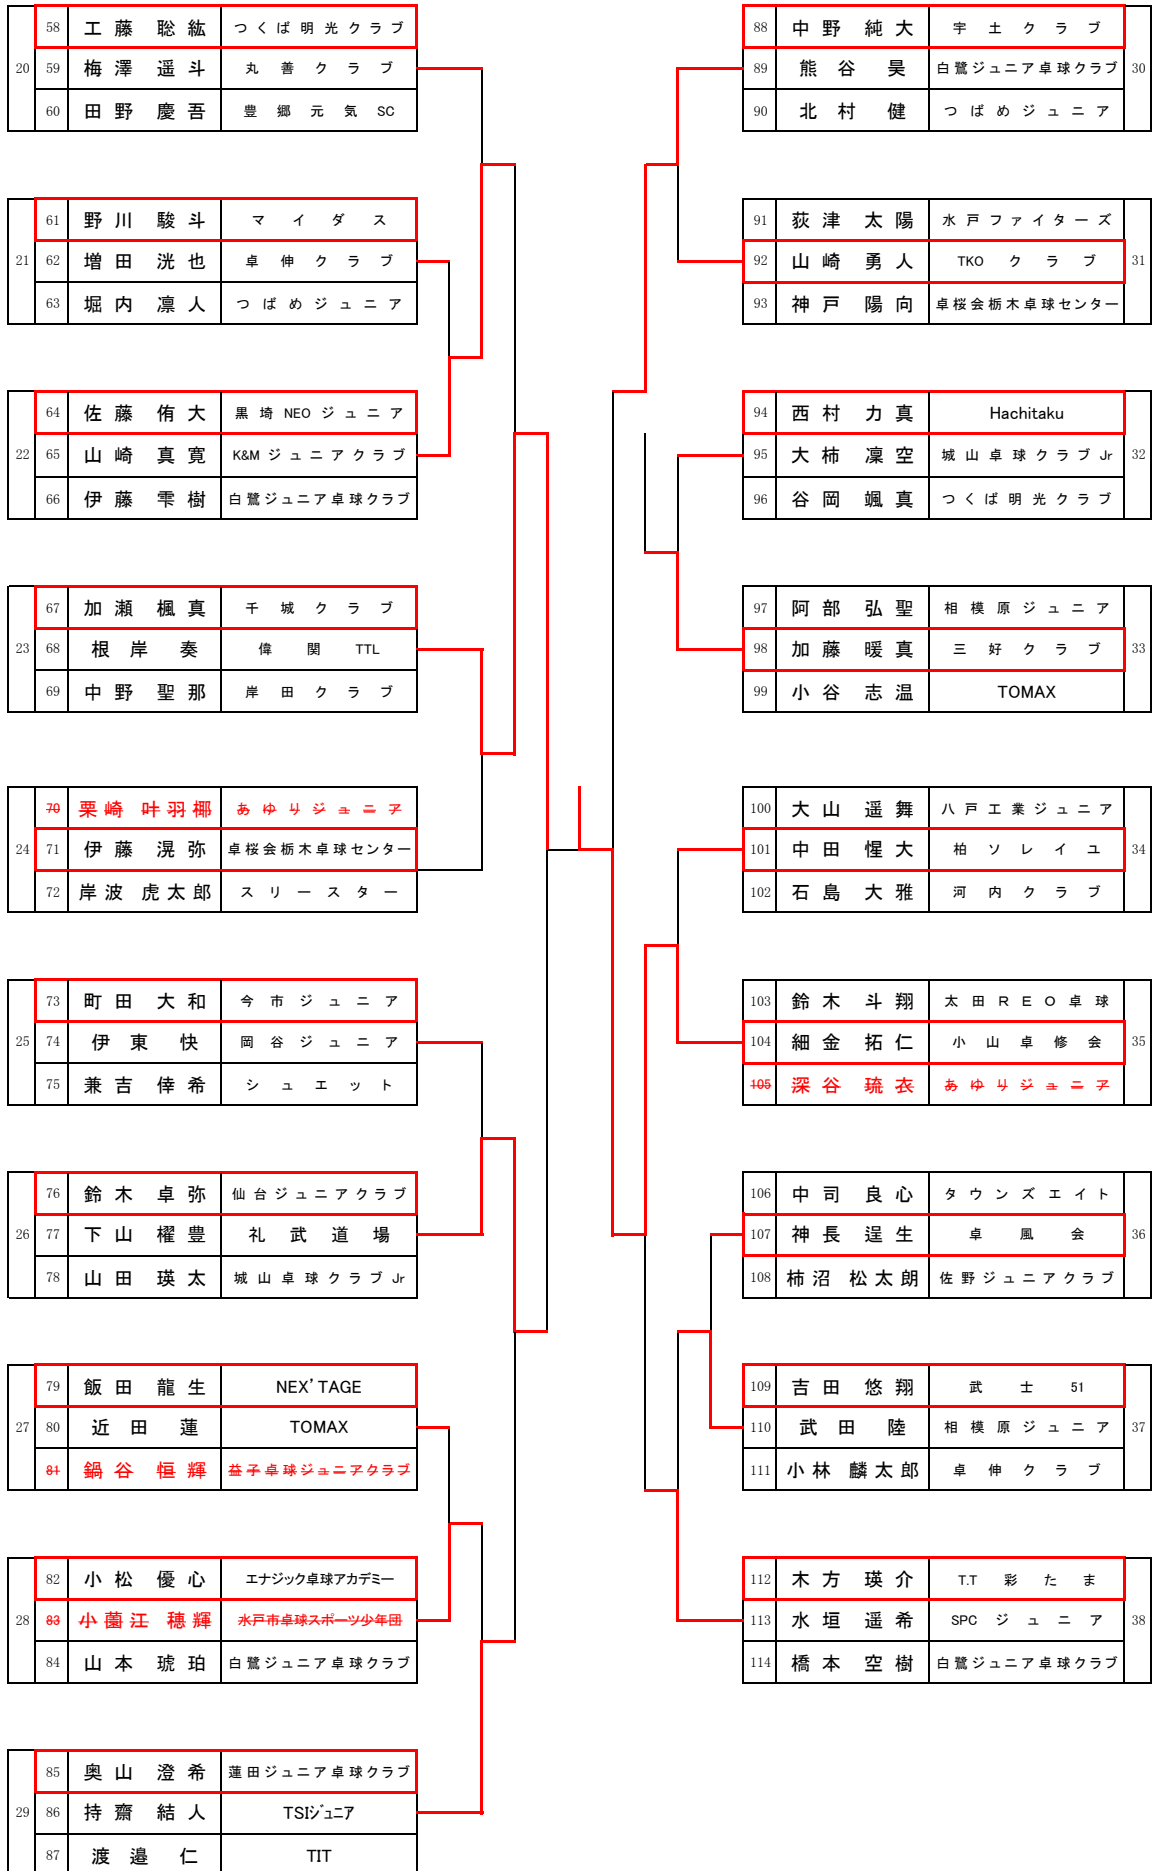 58 工藤 聡紘 つくば明光クラブ
20 59 梅澤 遥斗 丸善クラブ
60 田野 慶吾 豊郷元気SC
61 野川 駿斗 マイダス
21 62 増田 洸也 卓伸クラブ
63 堀内 凛人 つばめジュニア
64 佐藤 侑大 黒埼NEOジュニア
22 65 山崎 真寛 K&Mジュニアクラブ
66 伊藤 雫樹 白鷺ジュニア卓球クラブ
67 加瀬 楓真 千城クラブ
23 68 根岸 奏 偉関TTL
69 中野 聖那 岸田クラブ
70 栗崎 叶羽椰 あゆりジュニア
24 71 伊藤 滉弥 卓桜会栃木卓球センター
72 岸波 虎太郎 スリースター
73 町田 大和 今市ジュニア
25 74 伊東 快 岡谷ジュニア
75 兼吉 倖希 シュエット
76 鈴木 卓弥 仙台ジュニアクラブ
26 77 下山 櫂豊 礼武道場
78 山田 瑛太 城山卓球クラブJr
79 飯田 龍生 NEX'TAGE
27 80 近田 蓮 TOMAX
81 鍋谷 恒輝 益子卓球ジュニアクラブ
82 小松 優心 エナジック卓球アカデミー
28 83 小薗江 穂輝 水戸市卓球スポーツ少年団
84 山本 琥珀 白鷺ジュニア卓球クラブ
85 奥山 澄希 蓮田ジュニア卓球クラブ
29 86 持齋 結人 TSIジュニア
87 渡邉 仁 TIT
88 中野 純大 宇土クラブ
89 熊谷 昊 白鷺ジュニア卓球クラブ 30
90 北村 健 つばめジュニア
91 荻津 太陽 水戸ファイターズ
92 山崎 勇人 TKOクラブ 31
93 神戸 陽向 卓桜会栃木卓球センター
94 西村 力真 Hachitaku
95 大柿 凜空 城山卓球クラブJr 32
96 谷岡 颯真 つくば明光クラブ
97 阿部 弘聖 相模原ジュニア
98 加藤 暖真 三好クラブ 33
99 小谷 志温 TOMAX
100 大山 遥舞 八戸工業ジュニア
101 中田 惺大 柏ソレイユ 34
102 石島 大雅 河内クラブ
103 鈴木 斗翔 太田REO卓球
104 細金 拓仁 小山卓修会 35
105 深谷 琉衣 あゆりジュニア
106 中司 良心 タウンズエイト
107 神長 逞生 卓風会 36
108 柿沼 松太朗 佐野ジュニアクラブ
109 吉田 悠翔 武士51
110 武田 陸 相模原ジュニア 37
111 小林 麟太郎 卓伸クラブ
112 木方 瑛介 T.T彩たま
113 水垣 遥希 SPCジュニア 38
114 橋本 空樹 白鷺ジュニア卓球クラブ